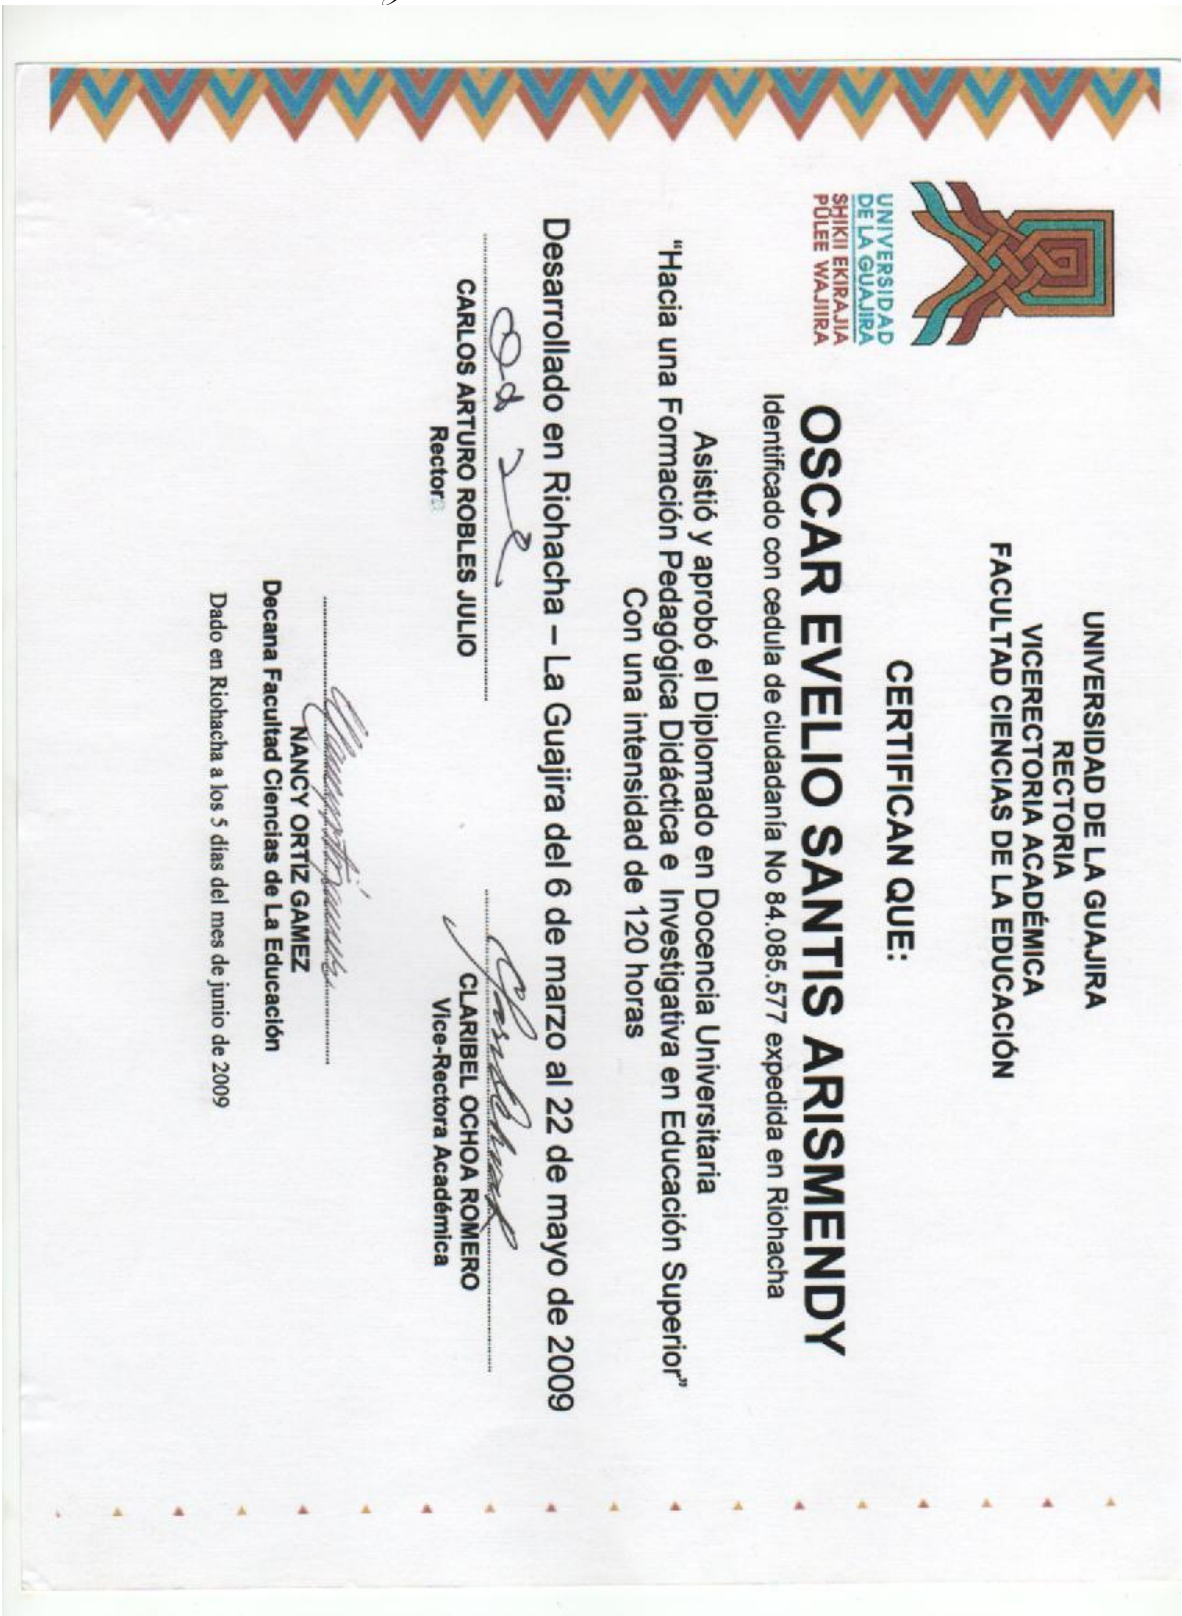 UNIVERSIDAD DE LA GUAJIRA
RECTORIA
VICERECTORIA ACADÉMICA
FACULTAD CIENCIAS DE LA EDUCACIÓN
UNIVERSIDAD
DE LA GUAJIRA
SHIKII EKIRAJIA
PÜLEE WAJIIRA
CERTIFICAN QUE:
OSCAR EVELIO SANTIS ARISMENDY
Identificado con cedula de ciudadanía No 84.085.577 expedida en Riohacha
Asistió y aprobó el Diplomado en Docencia Universitaria
“Hacia una Formación Pedagógica Didáctica e Investigativa en Educación Superior”
Con una intensidad de 120 horas
Desarrollado en Riohacha – La Guajira del 6 de marzo al 22 de mayo de 2009
CARLOS ARTURO ROBLES JULIO
Rector
CLARIBEL OCHOA ROMERO
Vice-Rectora Académica
NANCY ORTIZ GAMEZ
Decana Facultad Ciencias de La Educación
Dado en Riohacha a los 5 días del mes de junio de 2009